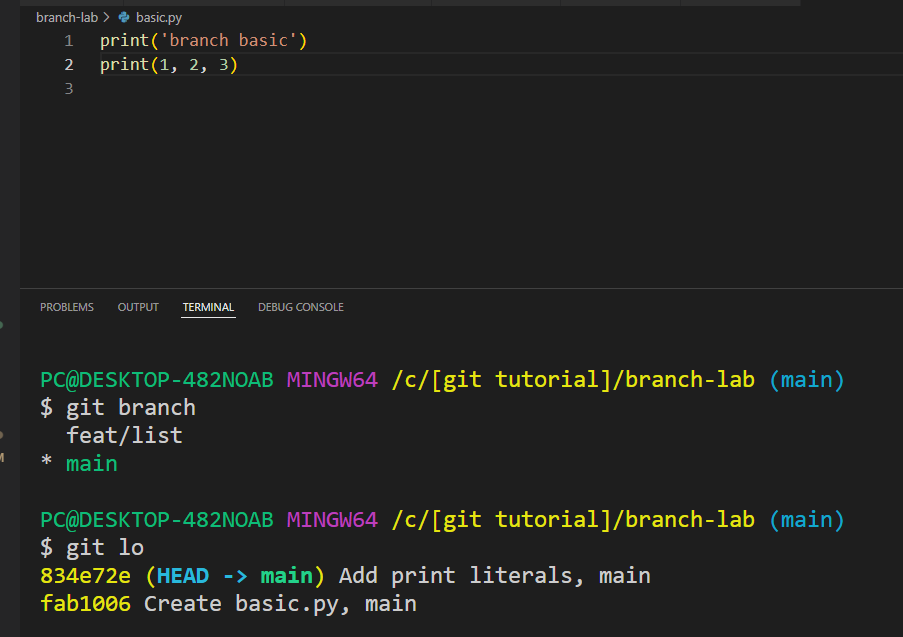 branch-lab > basic.py
1 print('branch basic')
2 print(1, 2, 3)
3
PROBLEMS OUTPUT TERMINAL DEBUG CONSOLE
PC@DESKTOP-482NOAB MINGW64 /c/[git tutorial]/branch-lab (main)
$ git branch
  feat/list
* main
PC@DESKTOP-482NOAB MINGW64 /c/[git tutorial]/branch-lab (main)
$ git lo
834e72e (HEAD -> main) Add print literals, main
fab1006 Create basic.py, main